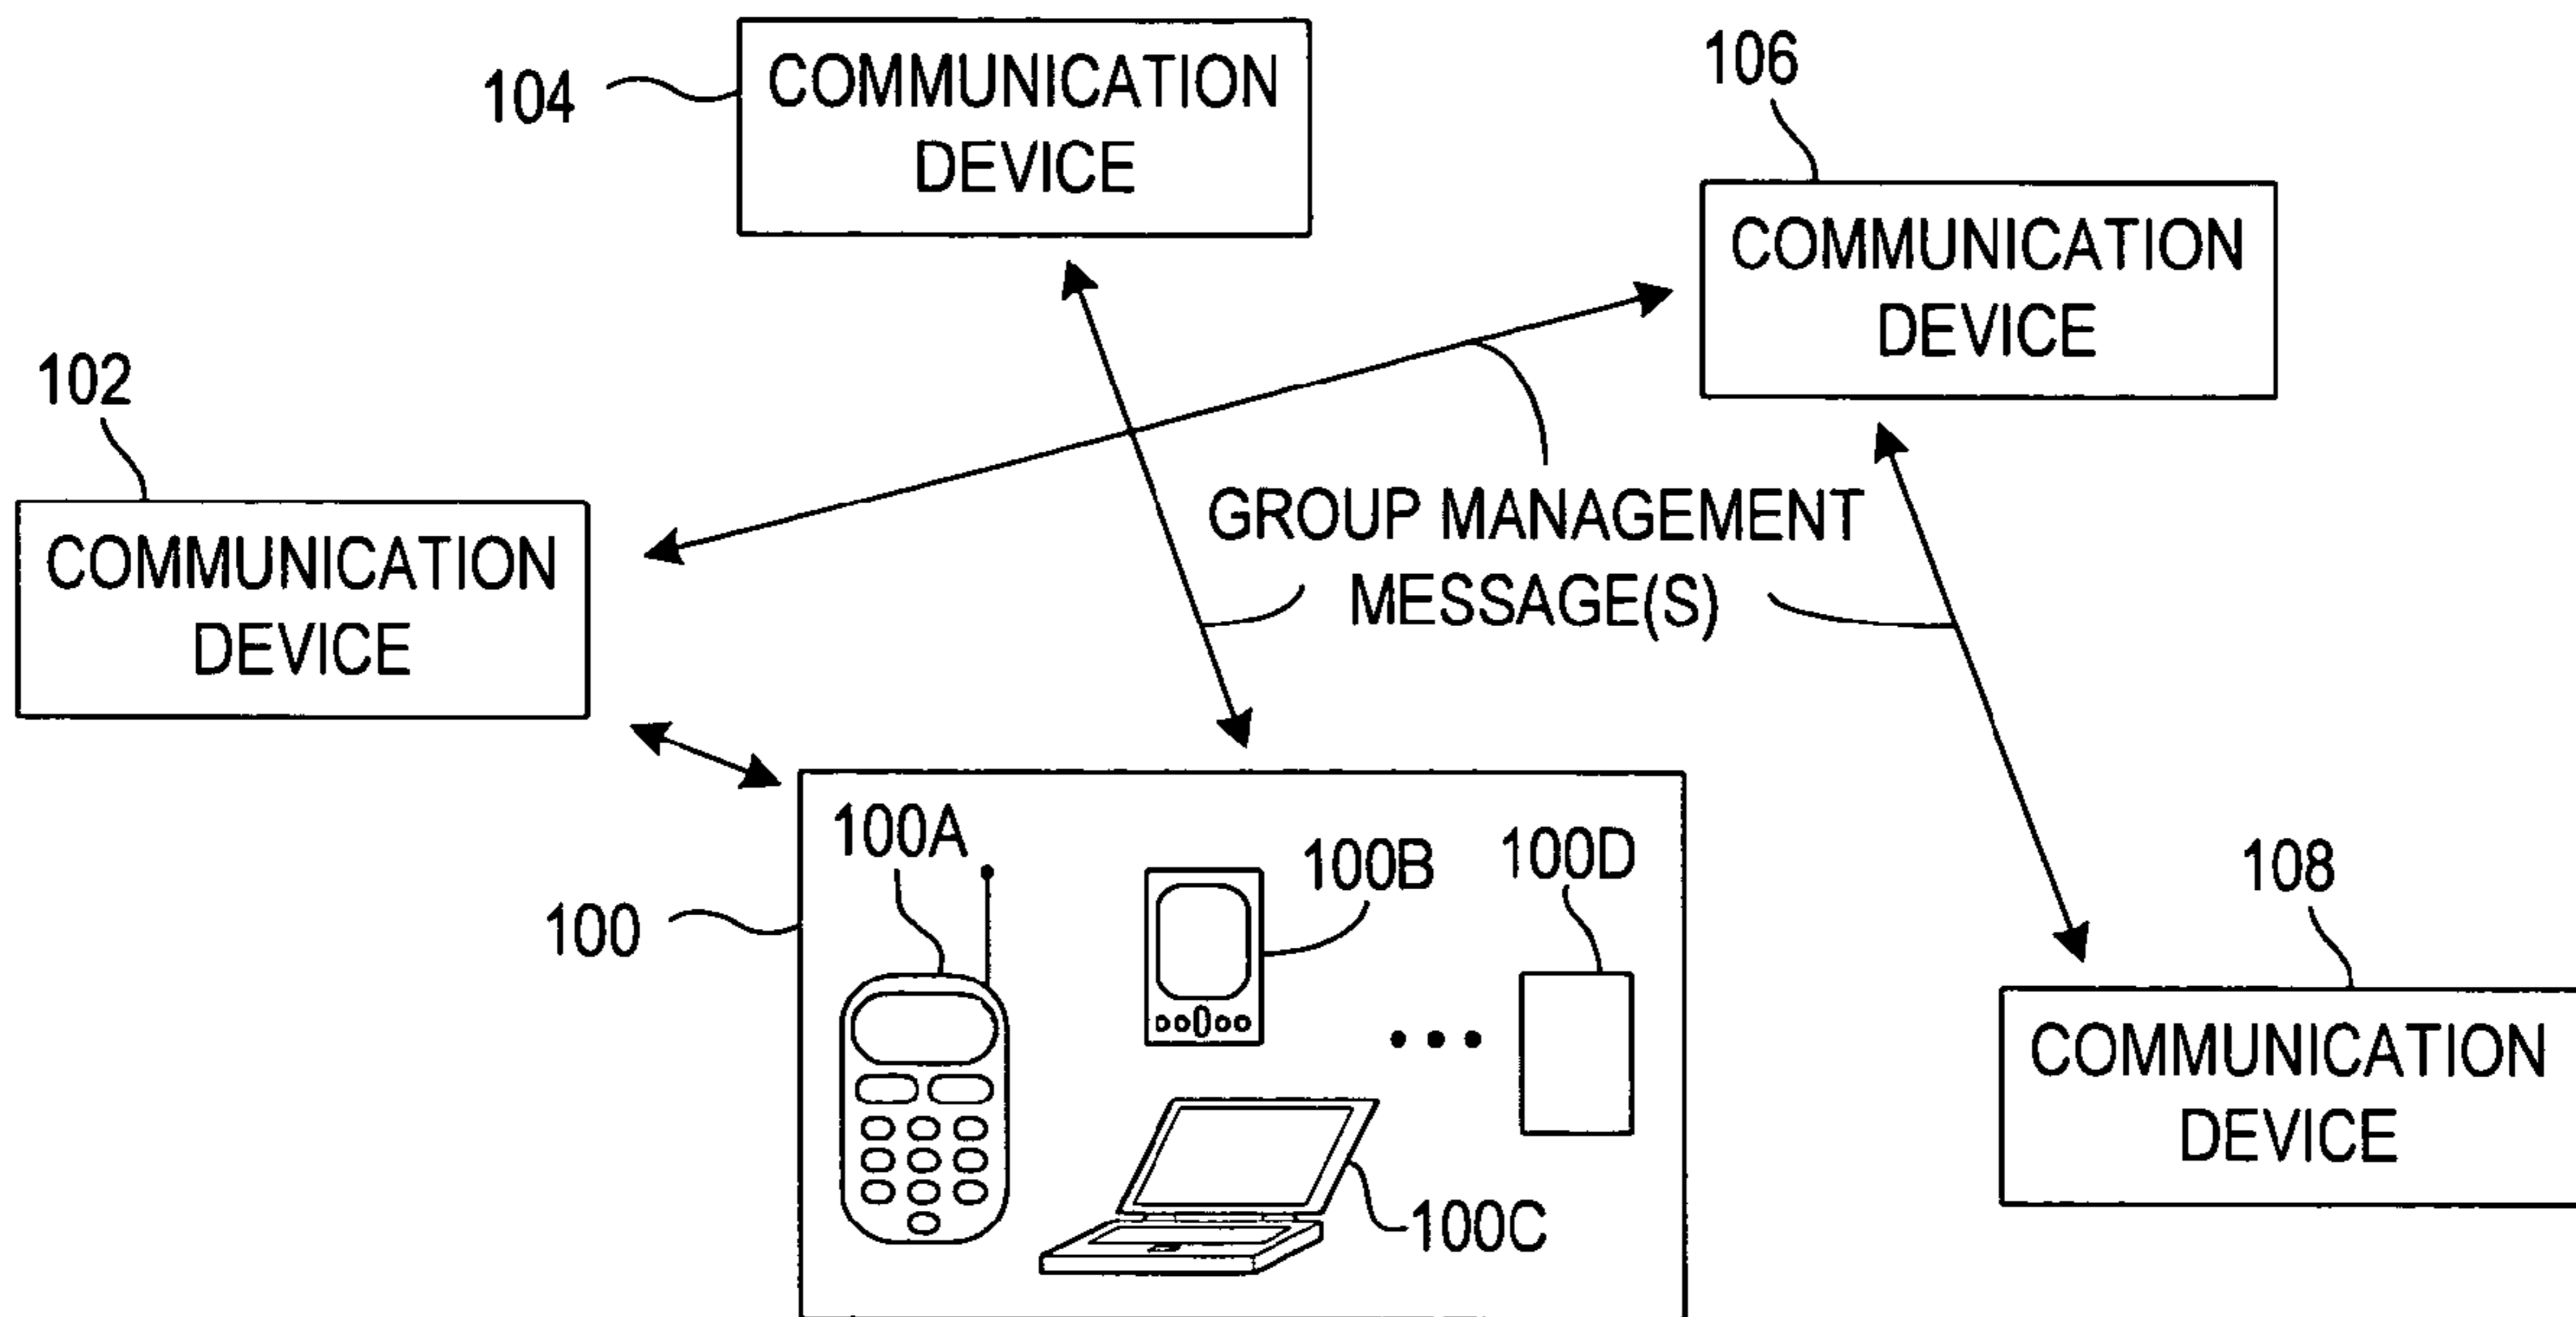 104
COMMUNICATION
DEVICE
106
COMMUNICATION
DEVICE
102
COMMUNICATION
DEVICE
GROUP MANAGEMENT
MESSAGE(S)
100
100A
100B
100D
100C
108
COMMUNICATION
DEVICE